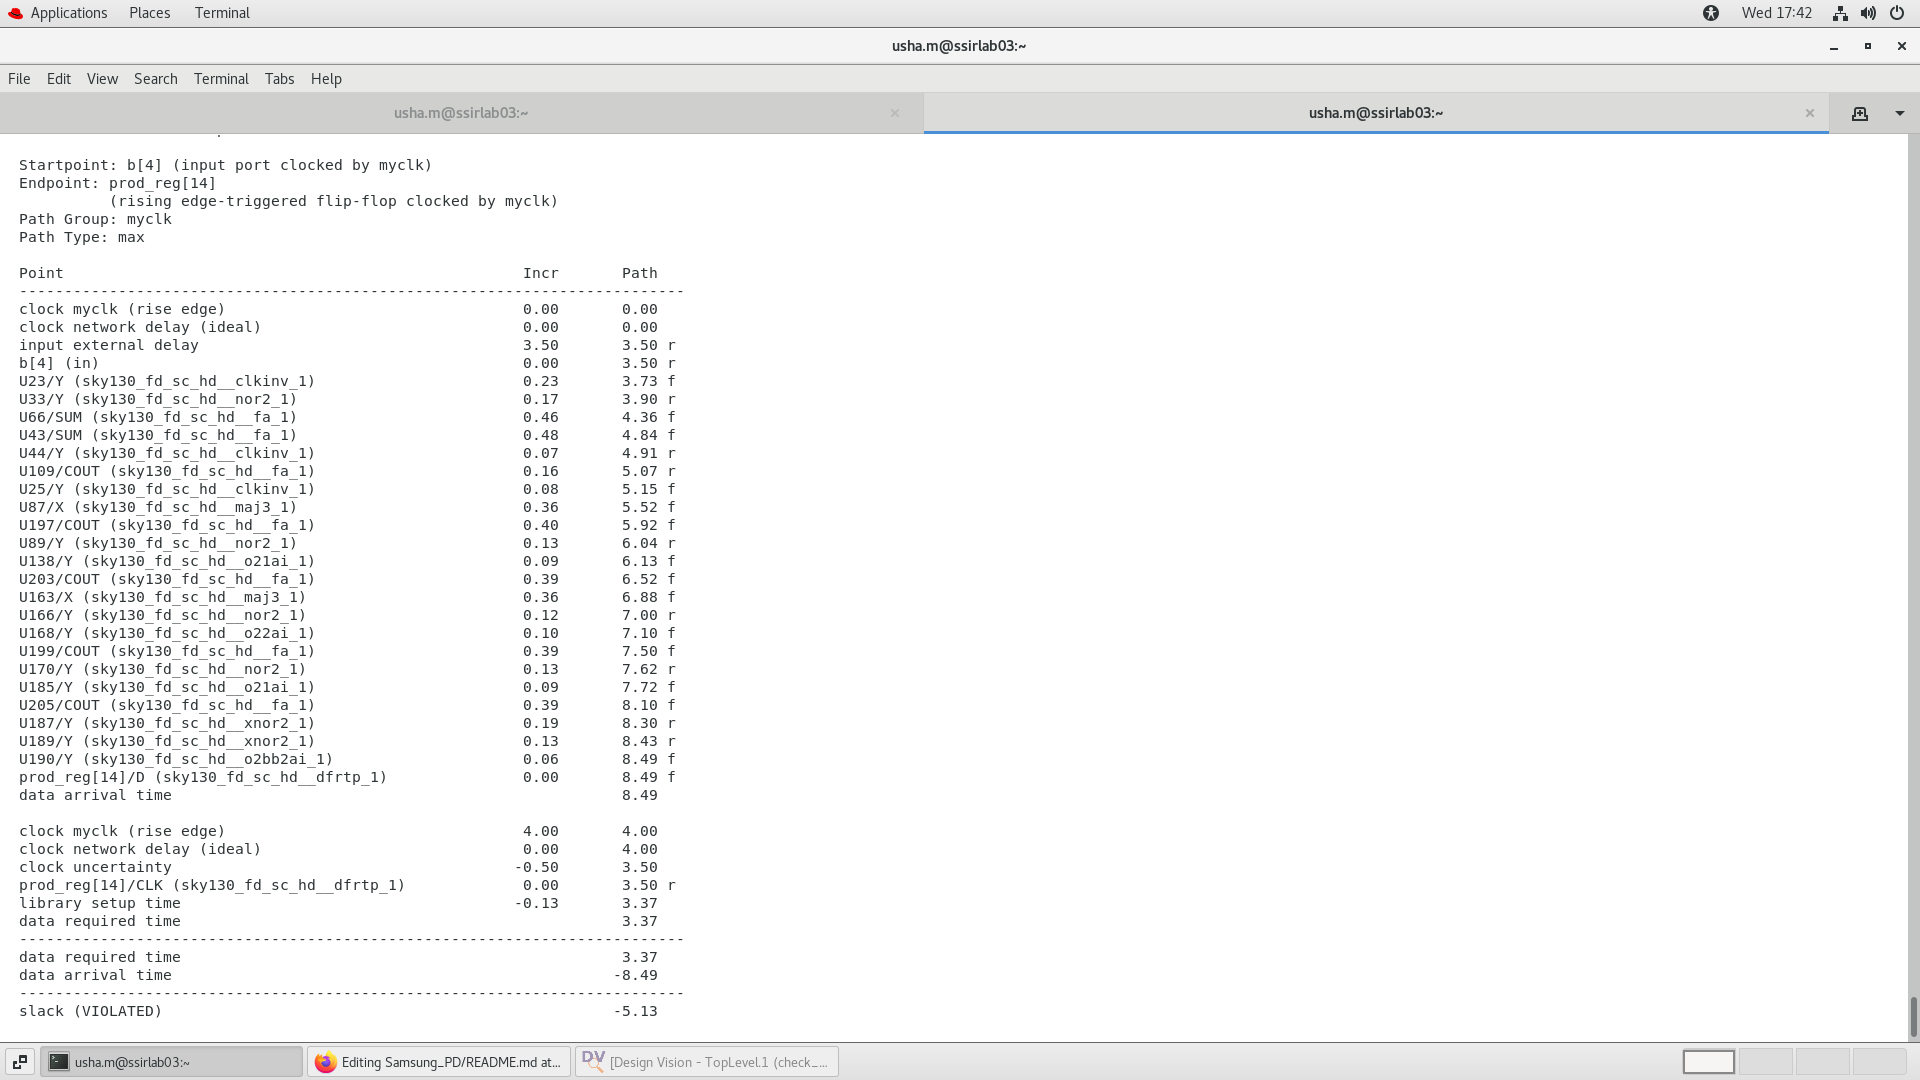 Applications Places Terminal Wed 17:42
usha.m@ssirlab03:~
File Edit View Search Terminal Tabs Help
usha.m@ssirlab03:~ usha.m@ssirlab03:~
Startpoint: b[4] (input port clocked by myclk)
Endpoint: prod_reg[14]
(rising edge-triggered flip-flop clocked by myclk)
Path Group: myclk
Path Type: max
Point Incr Path
--------------------------------------------------------------------------
clock myclk (rise edge) 0.00 0.00
clock network delay (ideal) 0.00 0.00
input external delay 3.50 3.50 r
b[4] (in) 0.00 3.50 r
U23/Y (sky130_fd_sc_hd__clkinv_1) 0.23 3.73 f
U33/Y (sky130_fd_sc_hd__nor2_1) 0.17 3.90 r
U66/SUM (sky130_fd_sc_hd__fa_1) 0.46 4.36 f
U43/SUM (sky130_fd_sc_hd__fa_1) 0.48 4.84 f
U44/Y (sky130_fd_sc_hd__clkinv_1) 0.07 4.91 r
U109/COUT (sky130_fd_sc_hd__fa_1) 0.16 5.07 r
U25/Y (sky130_fd_sc_hd__clkinv_1) 0.08 5.15 f
U87/X (sky130_fd_sc_hd__maj3_1) 0.36 5.52 f
U197/COUT (sky130_fd_sc_hd__fa_1) 0.40 5.92 f
U89/Y (sky130_fd_sc_hd__nor2_1) 0.13 6.04 r
U138/Y (sky130_fd_sc_hd__o21ai_1) 0.09 6.13 f
U203/COUT (sky130_fd_sc_hd__fa_1) 0.39 6.52 f
U163/X (sky130_fd_sc_hd__maj3_1) 0.36 6.88 f
U166/Y (sky130_fd_sc_hd__nor2_1) 0.12 7.00 r
U168/Y (sky130_fd_sc_hd__o22ai_1) 0.10 7.10 f
U199/COUT (sky130_fd_sc_hd__fa_1) 0.39 7.50 f
U170/Y (sky130_fd_sc_hd__nor2_1) 0.13 7.62 r
U185/Y (sky130_fd_sc_hd__o21ai_1) 0.09 7.72 f
U205/COUT (sky130_fd_sc_hd__fa_1) 0.39 8.10 f
U187/Y (sky130_fd_sc_hd__xnor2_1) 0.19 8.30 r
U189/Y (sky130_fd_sc_hd__xnor2_1) 0.13 8.43 r
U190/Y (sky130_fd_sc_hd__o2bb2ai_1) 0.06 8.49 f
prod_reg[14]/D (sky130_fd_sc_hd__dfrtp_1) 0.00 8.49 f
data arrival time 8.49
clock myclk (rise edge) 4.00 4.00
clock network delay (ideal) 0.00 4.00
clock uncertainty -0.50 3.50
prod_reg[14]/CLK (sky130_fd_sc_hd__dfrtp_1) 0.00 3.50 r
library setup time -0.13 3.37
data required time 3.37
--------------------------------------------------------------------------
data required time 3.37
data arrival time -8.49
--------------------------------------------------------------------------
slack (VIOLATED) -5.13
usha.m@ssirlab03:~ Editing Samsung_PD/README.md at... DV [Design Vision - TopLevel.1 (check_...